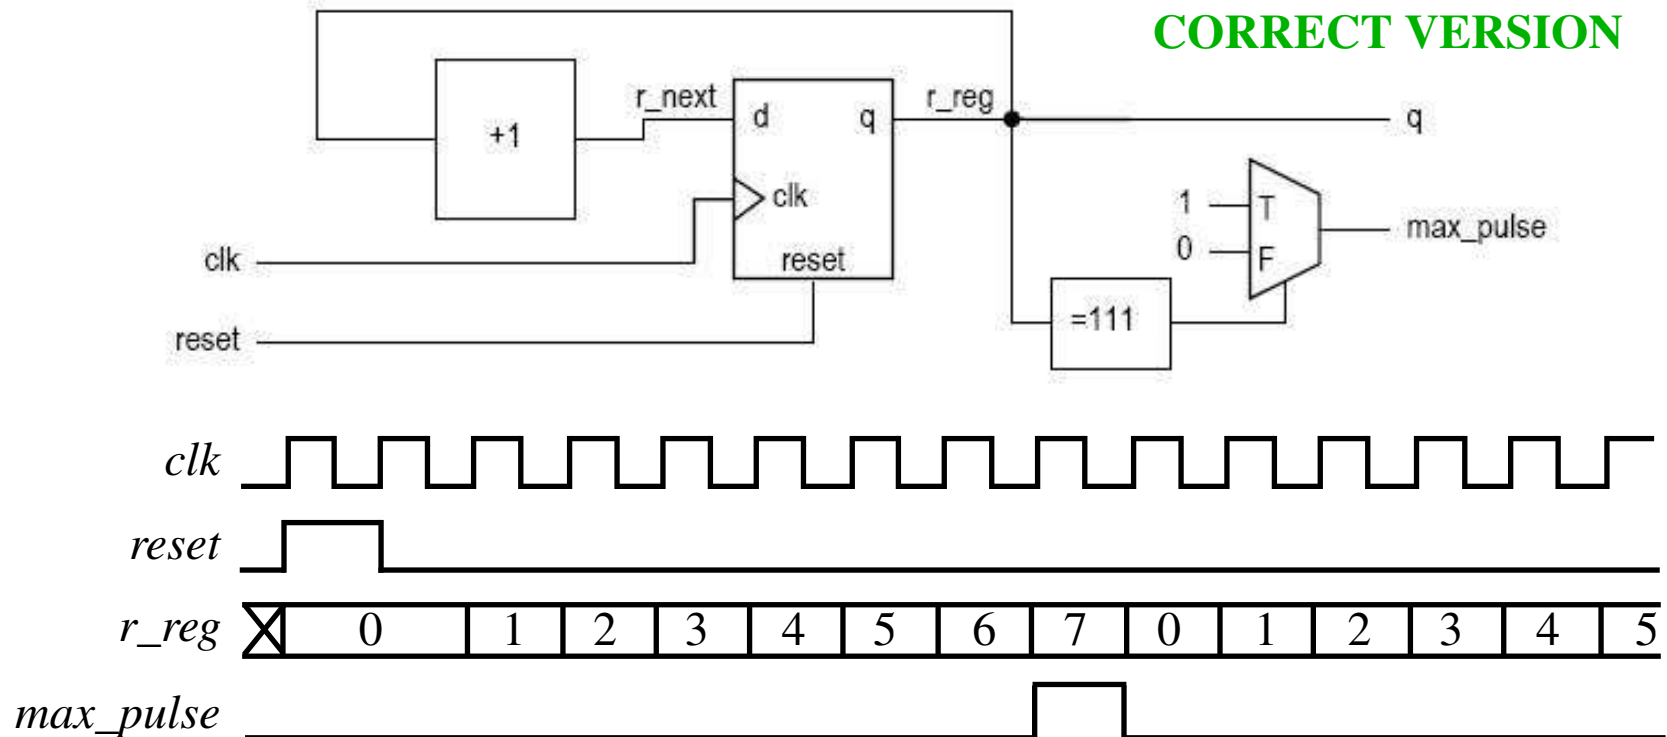 CORRECT VERSION
r_next
r_reg
d
q
q
+1
clk
1
T
max_pulse
0
F
clk
reset
=111
reset
clk
reset
r_reg 0 1 2 3 4 5 6 7 0 1 2 3 4 5
max_pulse